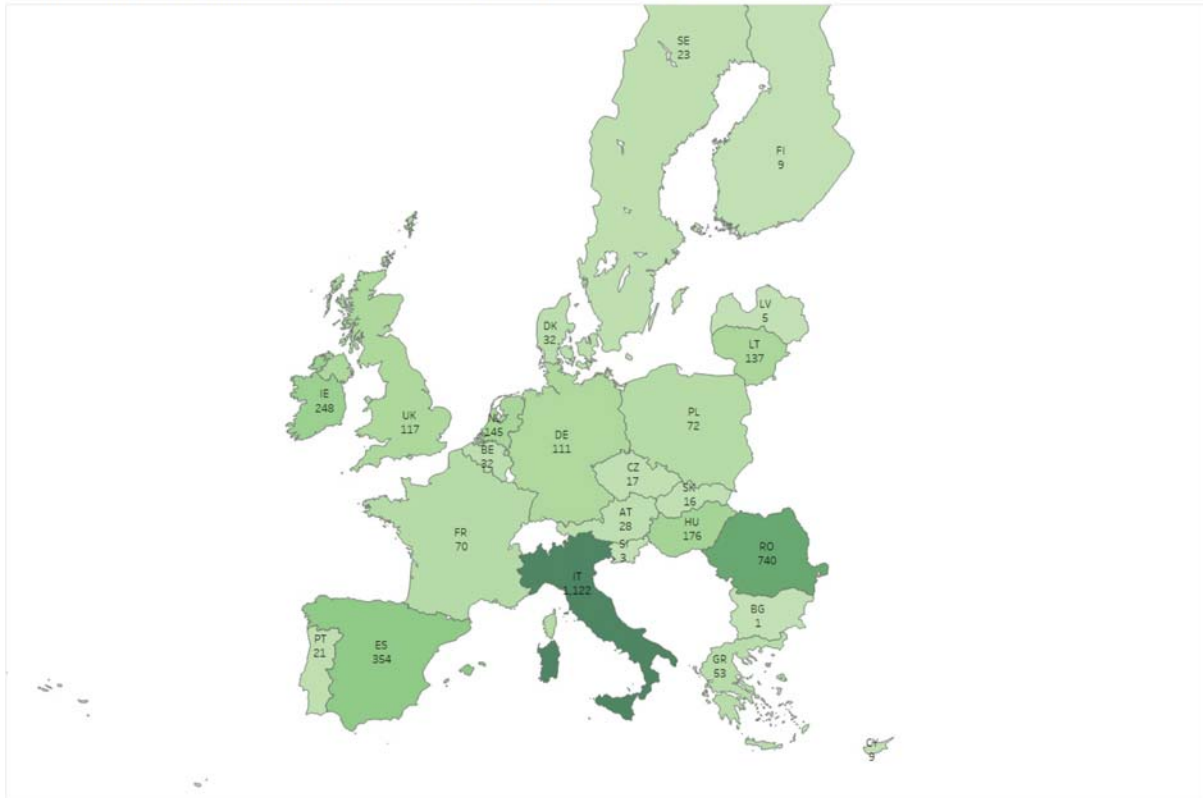 SE
23
FI
9
LV
5
LT
137
DK
32
IE
248
UK
117
NL
145
BE
32
DE
111
PL
72
CZ
17
SK
16
AT
28
HU
176
SI
3
FR
70
RO
740
IT
1,122
BG
1
PT
21
ES
354
GR
53
CY
9